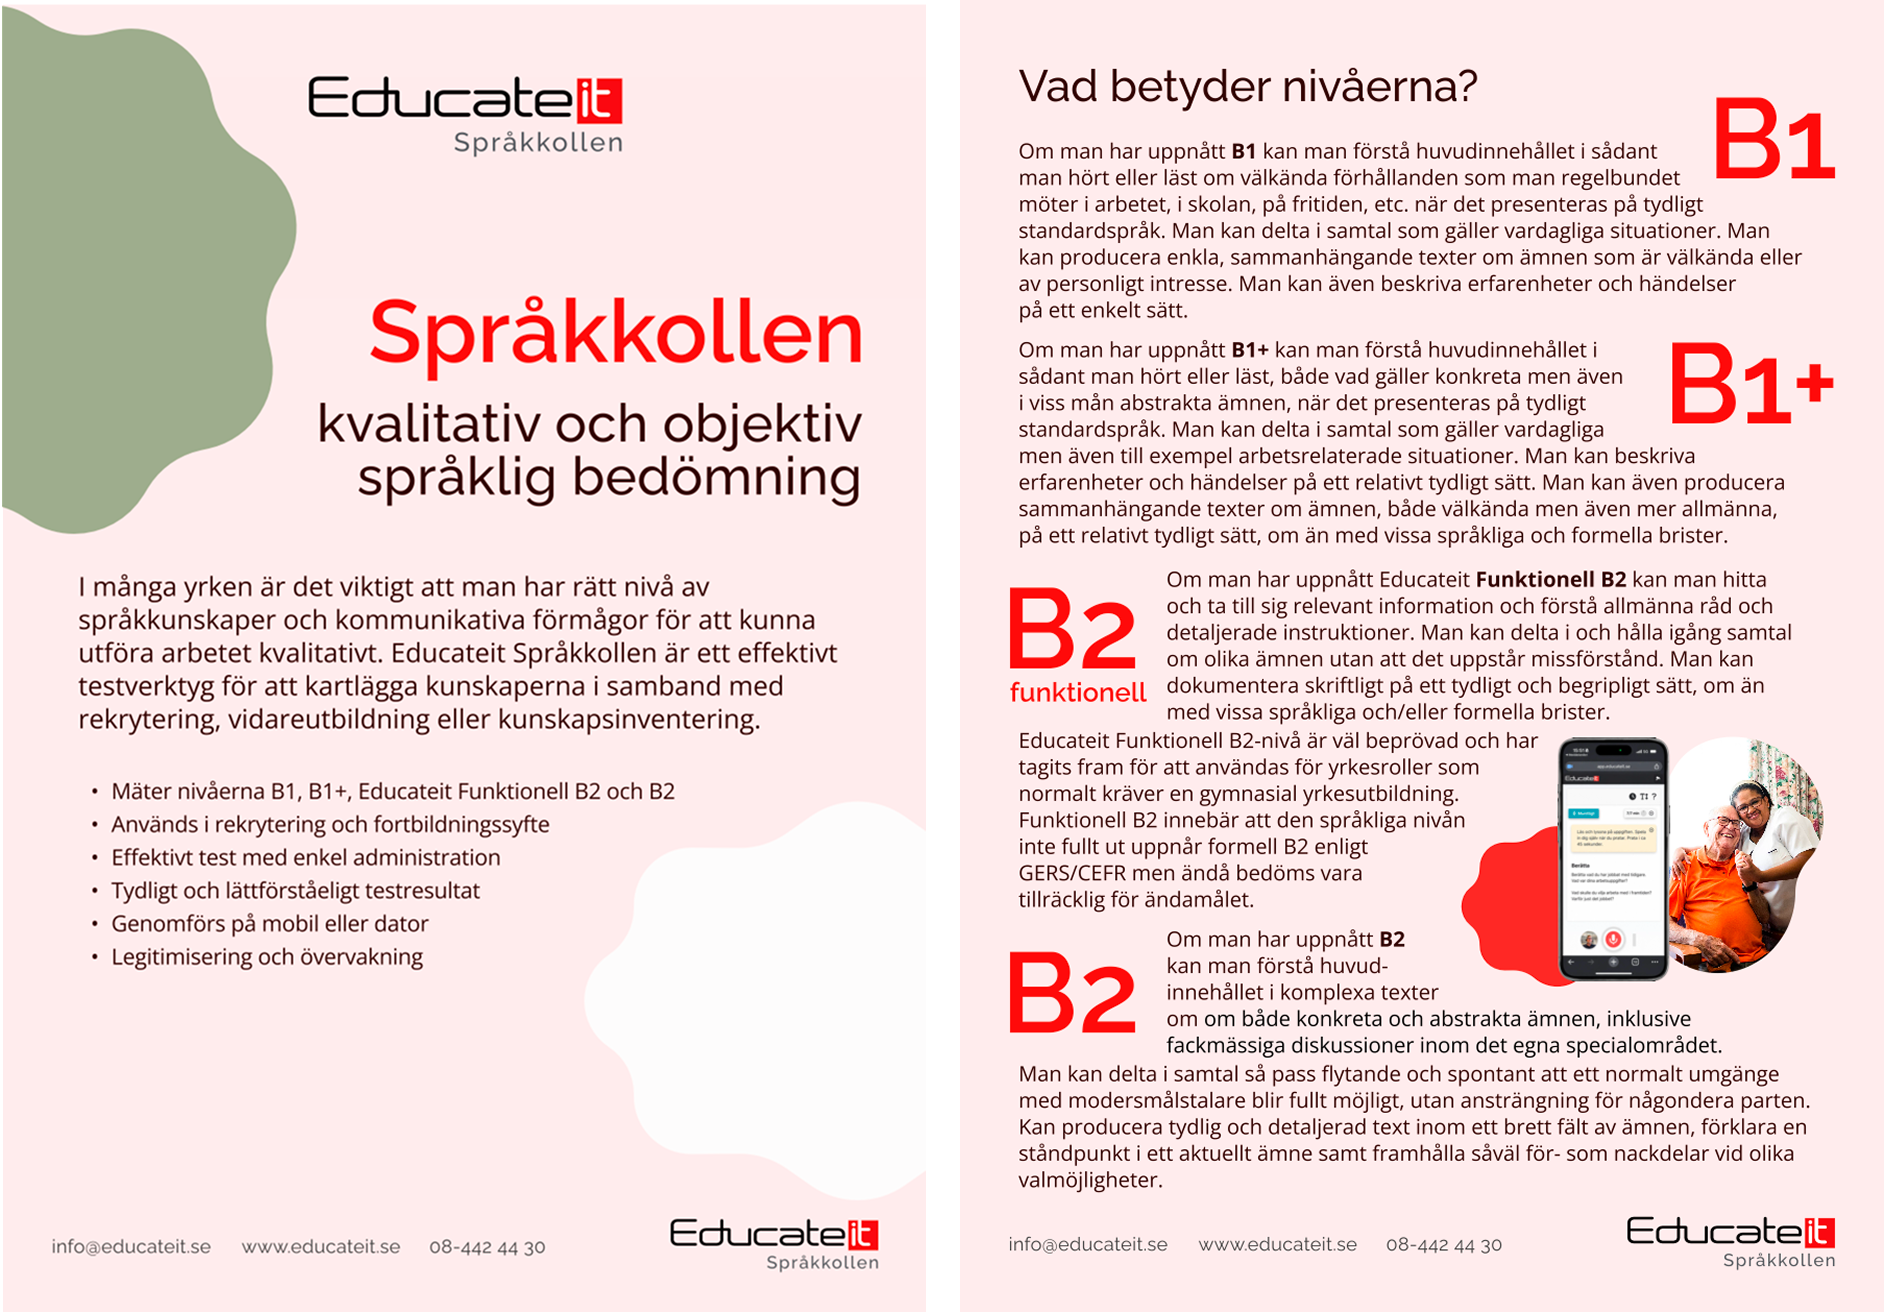 Educateit
Språkkollen
Språkkollen
kvalitativ och objektiv
språklig bedömning
I många yrken är det viktigt att man har rätt nivå av
språkkunskaper och kommunikativa förmågor för att kunna
utföra arbetet kvalitativt. Educateit Språkkollen är ett effektivt
testverktyg för att kartlägga kunskaperna i samband med
rekrytering, vidareutbildning eller kunskapsinventering.
• Mäter nivåerna B1, B1+, Educateit Funktionell B2 och B2
• Används i rekrytering och fortbildningssyfte
• Effektivt test med enkel administration
• Tydligt och lättförståeligt testresultat
• Genomförs på mobil eller dator
• Legitimisering och övervakning
info@educateit.se www.educateit.se 08-442 44 30
Educateit
Språkkollen
Vad betyder nivåerna?
B1
Om man har uppnått B1 kan man förstå huvudinnehållet i sådant
man hört eller läst om välkända förhållanden som man regelbundet
möter i arbetet, i skolan, på fritiden, etc. när det presenteras på tydligt
standardspråk. Man kan delta i samtal som gäller vardagliga situationer. Man
kan producera enkla, sammanhängande texter om ämnen som är välkända eller
av personligt intresse. Man kan även beskriva erfarenheter och händelser
på ett enkelt sätt.
B1+
Om man har uppnått B1+ kan man förstå huvudinnehållet i
sådant man hört eller läst, både vad gäller konkreta men även
i viss mån abstrakta ämnen, när det presenteras på tydligt
standardspråk. Man kan delta i samtal som gäller vardagliga
men även till exempel arbetsrelaterade situationer. Man kan beskriva
erfarenheter och händelser på ett relativt tydligt sätt. Man kan även producera
sammanhängande texter om ämnen, både välkända men även mer allmänna,
på ett relativt tydligt sätt, om än med vissa språkliga och formella brister.
B2
funktionell
Om man har uppnått Educateit Funktionell B2 kan man hitta
och ta till sig relevant information och förstå allmänna råd och
detaljerade instruktioner. Man kan delta i och hålla igång samtal
om olika ämnen utan att det uppstår missförstånd. Man kan
dokumentera skriftligt på ett tydligt och begripligt sätt, om än
med vissa språkliga och/eller formella brister.
Educateit Funktionell B2-nivå är väl beprövad och har
tagits fram för att användas för yrkesroller som
normalt kräver en gymnasial yrkesutbildning.
Funktionell B2 innebär att den språkliga nivån
inte fullt ut uppnår formell B2 enligt
GERS/CEFR men ändå bedöms vara
tillräcklig för ändamålet.
Educateit
Berätta
B2
Om man har uppnått B2
kan man förstå huvud-
innehållet i komplexa texter
om om både konkreta och abstrakta ämnen, inklusive
fackmässiga diskussioner inom det egna specialområdet.
Man kan delta i samtal så pass flytande och spontant att ett normalt umgänge
med modersmålstalare blir fullt möjligt, utan ansträngning för någondera parten.
Kan producera tydlig och detaljerad text inom ett brett fält av ämnen, förklara en
ståndpunkt i ett aktuellt ämne samt framhålla såväl för- som nackdelar vid olika
valmöjligheter.
info@educateit.se www.educateit.se 08-442 44 30
Educateit
Språkkollen